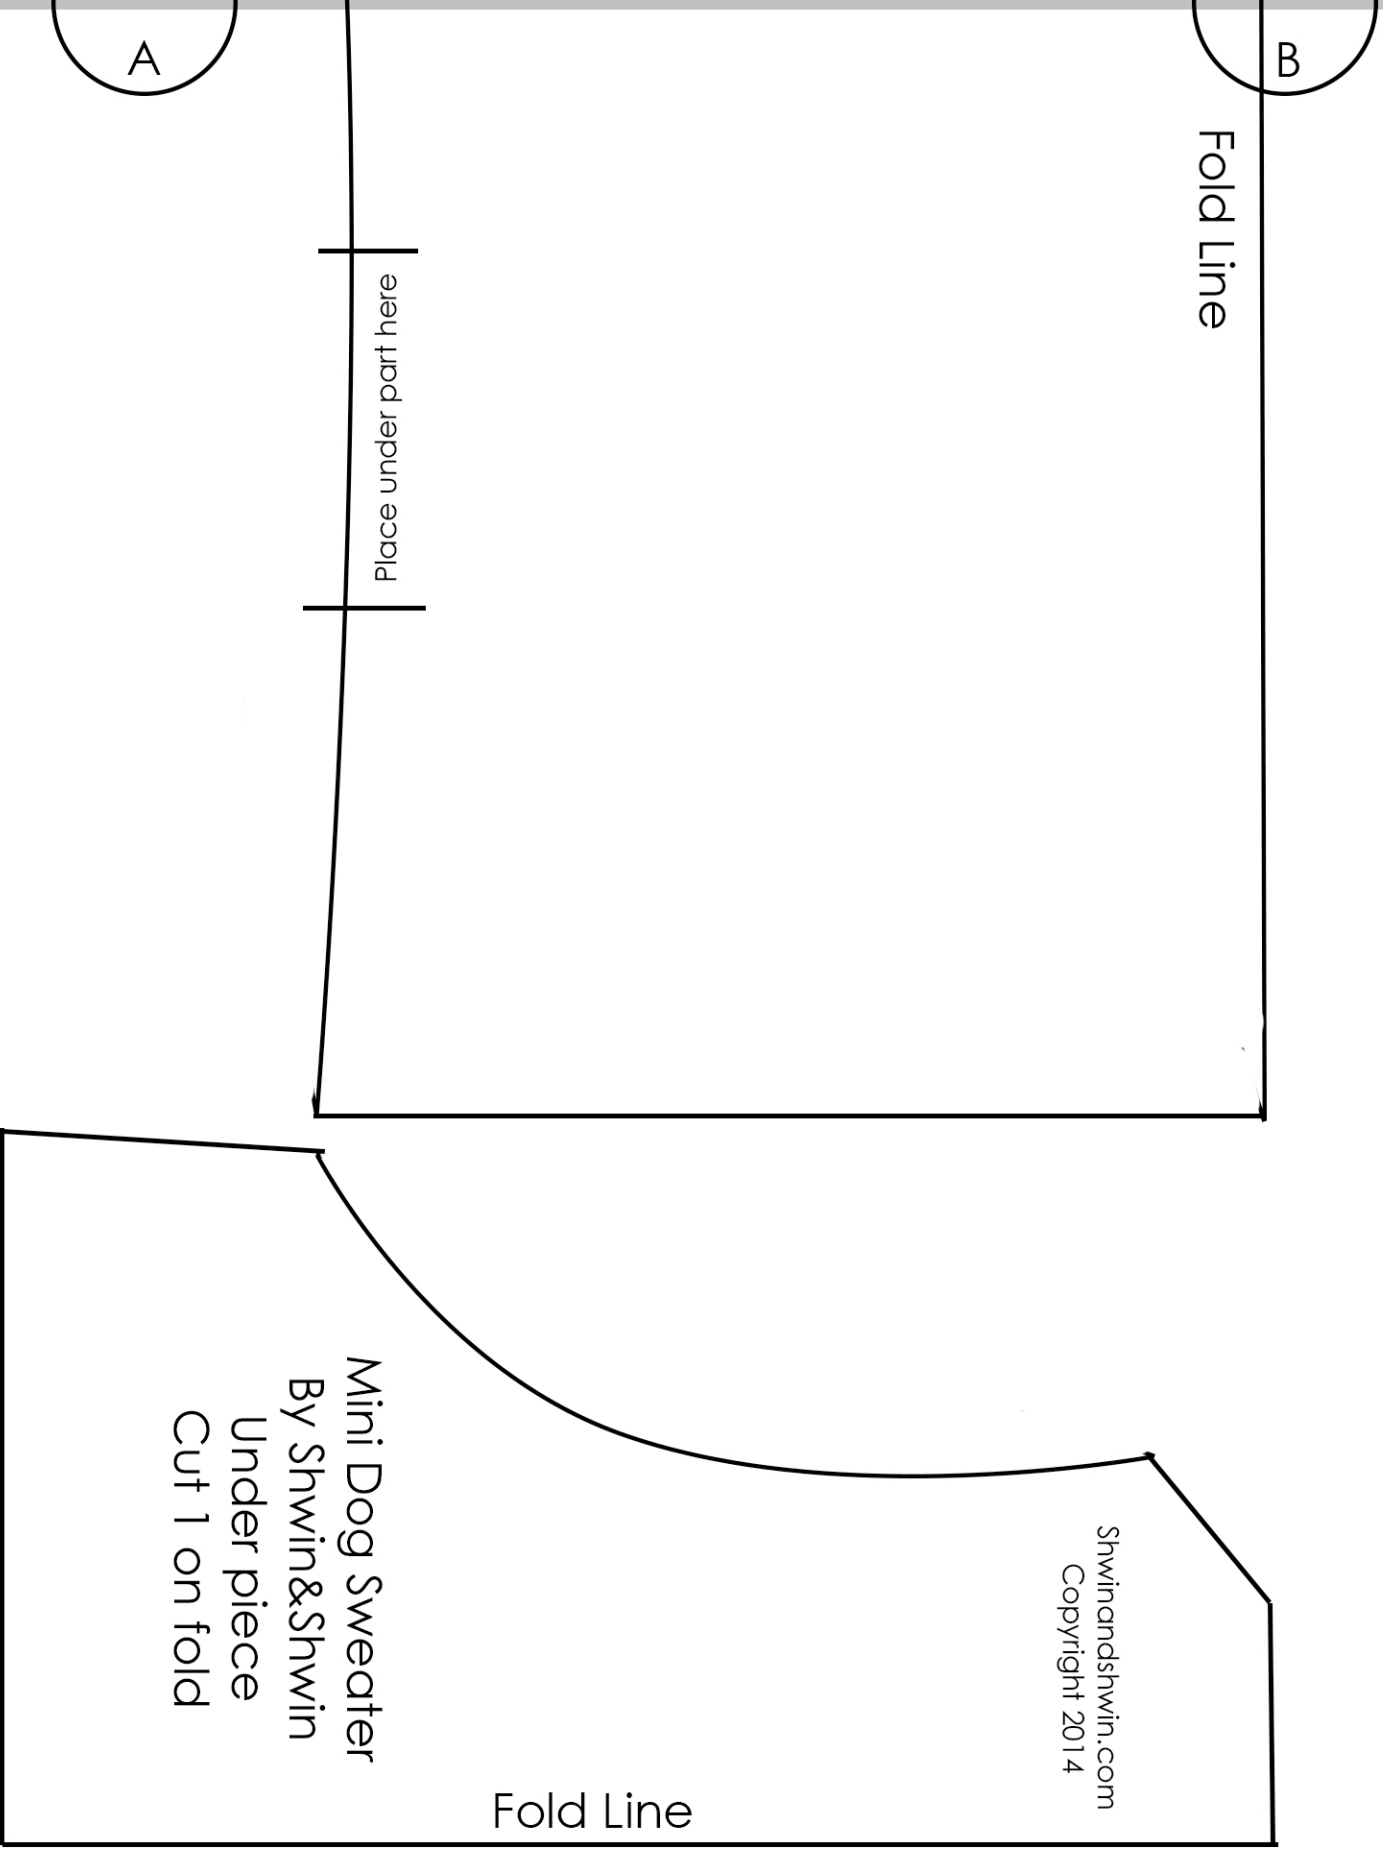 A
B
Fold Line
Place under part here
Mini Dog Sweater
By Shwin&Shwin
Under piece
Cut 1 on fold
Shwinandshwin.com
Copyright 2014
Fold Line